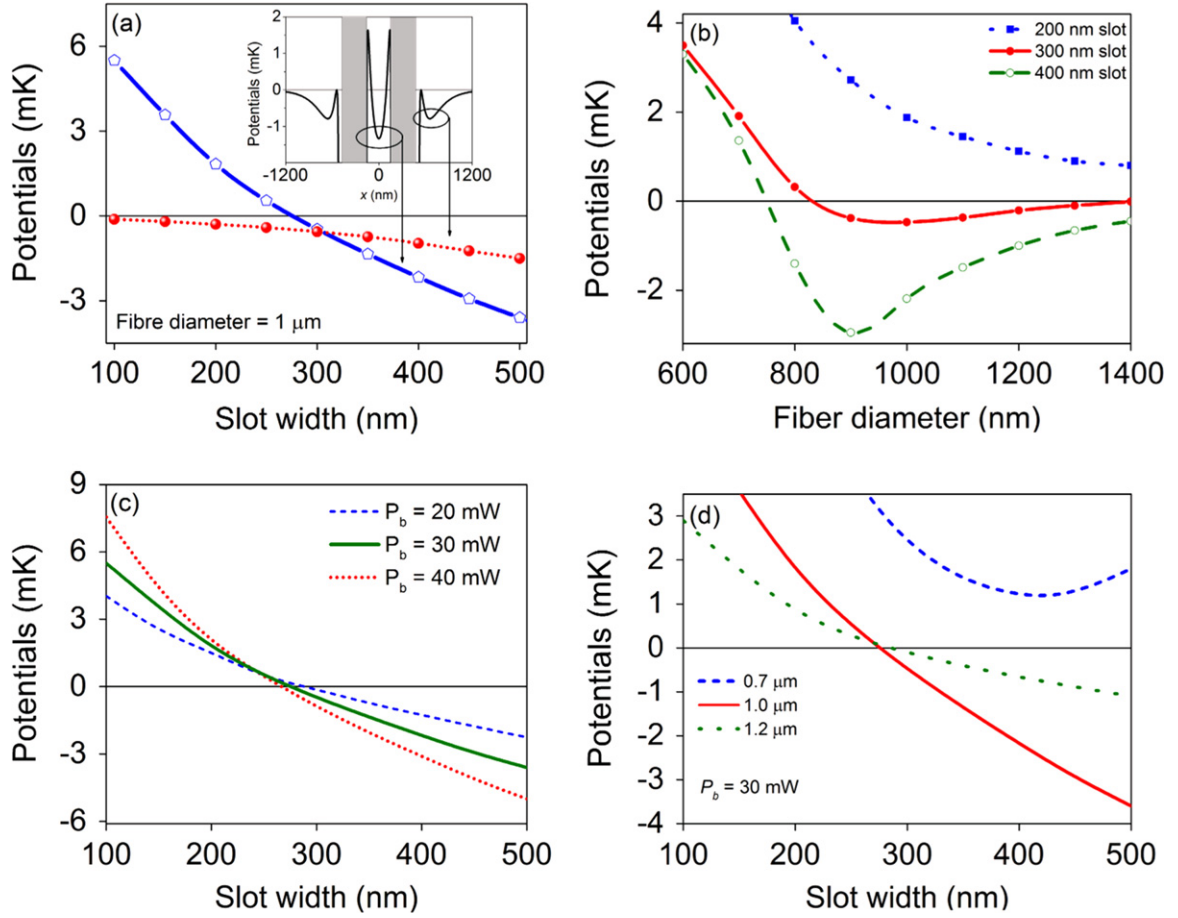 (a)
Potentials (mK)
6
3
0
-3
100
200
300
400
500
Slot width (nm)
Fibre diameter = 1 μm
Potentials (mK)
2
1
0
-1
-1200
0
1200
x (nm)
(b)
Potentials (mK)
4
2
0
-2
600
800
1000
1200
1400
Fiber diameter (nm)
200 nm slot
300 nm slot
400 nm slot
(c)
Potentials (mK)
9
6
3
0
-3
-6
100
200
300
400
500
Slot width (nm)
P_b = 20 mW
P_b = 30 mW
P_b = 40 mW
(d)
Potentials (mK)
3
2
1
0
-1
-2
-3
-4
100
200
300
400
500
Slot width (nm)
0.7 μm
1.0 μm
1.2 μm
P_b = 30 mW